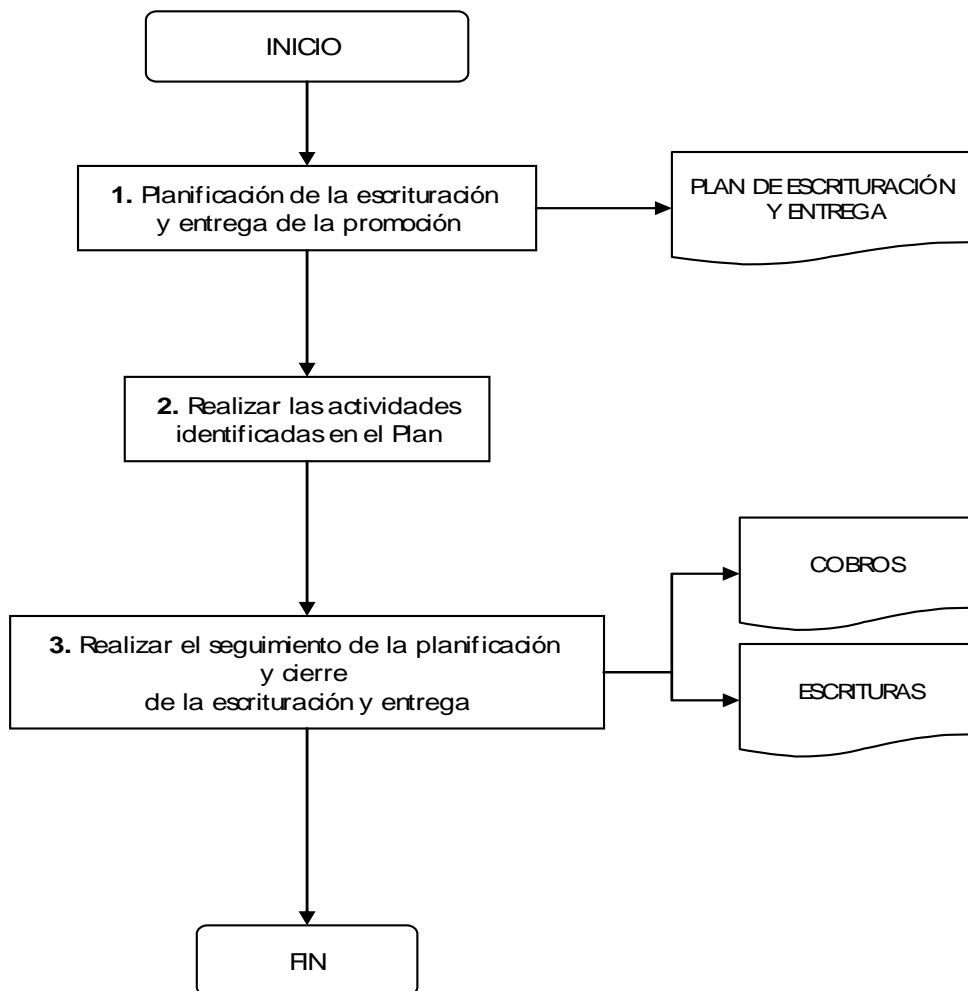 INICIO
1. Planificación de la escrituración
y entrega de la promoción
PLAN DE ESCRITURACIÓN
Y ENTREGA
2. Realizar las actividades
identificadas en el Plan
COBROS
3. Realizar el seguimiento de la planificación
y cierre
de la escrituración y entrega
ESCRITURAS
FIN